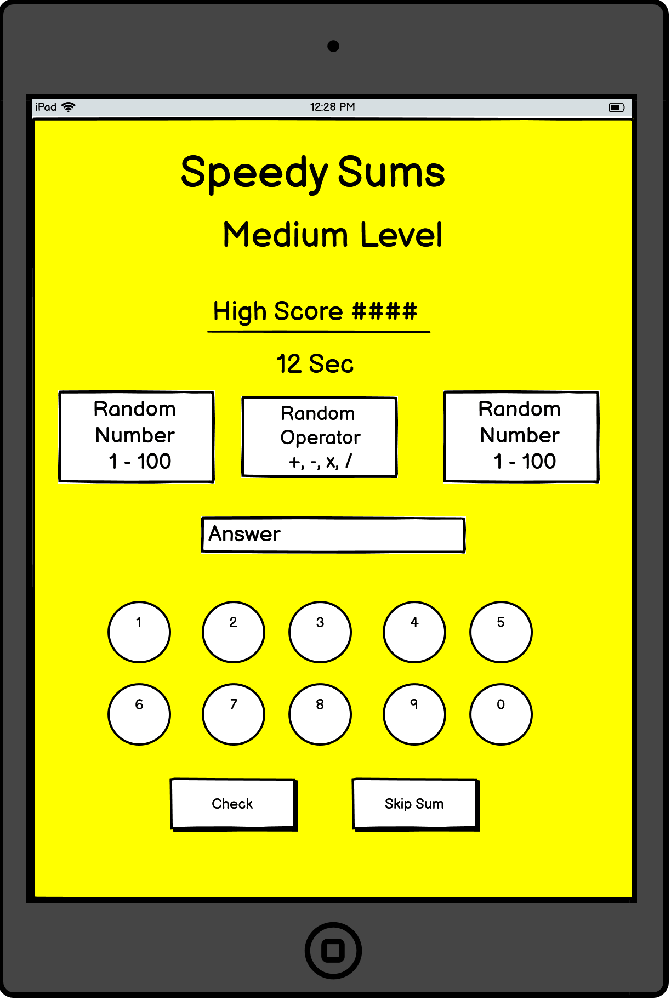 iPad 12:28 PM
Speedy Sums
Medium Level
High Score ####
12 Sec
Random
Number
1 - 100
Random
Operator
+, -, x, /
Random
Number
1 - 100
Answer
1 2 3 4 5
6 7 8 9 0
Check Skip Sum